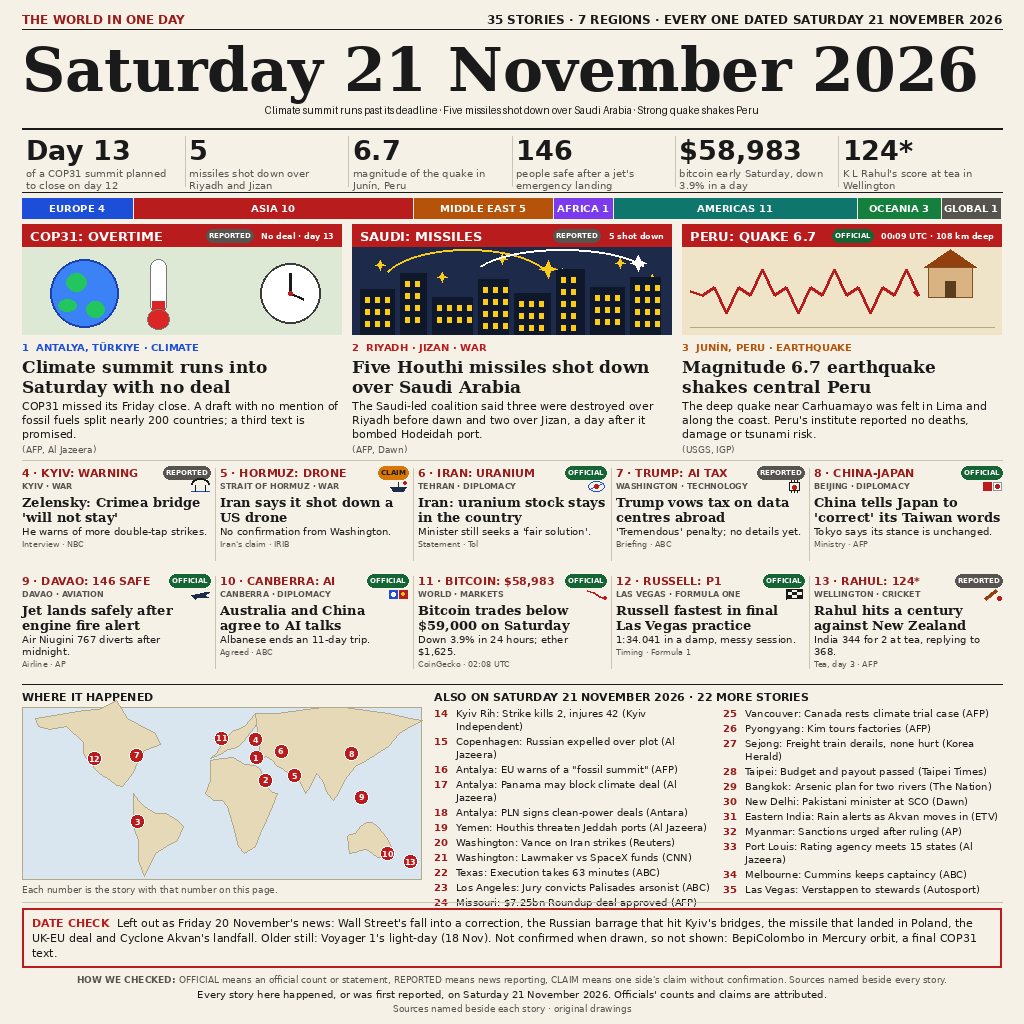 THE WORLD IN ONE DAY
35 STORIES · 7 REGIONS · EVERY ONE DATED SATURDAY 21 NOVEMBER 2026
Saturday 21 November 2026
Climate summit runs past its deadline · Five missiles shot down over Saudi Arabia · Strong quake shakes Peru
Day 13
of a COP31 summit planned
to close on day 12
5
missiles shot down over
Riyadh and Jizan
6.7
magnitude of the quake in
Junín, Peru
146
people safe after a jet's
emergency landing
$58,983
bitcoin early Saturday, down
3.9% in a day
124*
K L Rahul's score at tea in
Wellington
EUROPE 4
ASIA 10
MIDDLE EAST 5
AFRICA 1
AMERICAS 11
OCEANIA 3
GLOBAL 1
COP31: OVERTIME
REPORTED
No deal · day 13
SAUDI: MISSILES
REPORTED
5 shot down
PERU: QUAKE 6.7
OFFICIAL
00:09 UTC · 108 km deep
1 ANTALYA, TÜRKIYE · CLIMATE
Climate summit runs into
Saturday with no deal
COP31 missed its Friday close. A draft with no mention of
fossil fuels split nearly 200 countries; a third text is
promised.
(AFP, Al Jazeera)
2 RIYADH · JIZAN · WAR
Five Houthi missiles shot down
over Saudi Arabia
The Saudi-led coalition said three were destroyed over
Riyadh before dawn and two over Jizan, a day after it
bombed Hodeidah port.
(AFP, Dawn)
3 JUNÍN, PERU · EARTHQUAKE
Magnitude 6.7 earthquake
shakes central Peru
The deep quake near Carhuamayo was felt in Lima and
along the coast. Peru's institute reported no deaths,
damage or tsunami risk.
(USGS, IGP)
4 · KYIV: WARNING
REPORTED
KYIV · WAR
Zelensky: Crimea bridge
'will not stay'
He warns of more double-tap strikes.
Interview · NBC
5 · HORMUZ: DRONE
CLAIM
STRAIT OF HORMUZ · WAR
Iran says it shot down a
US drone
No confirmation from Washington.
Iran's claim · IRIB
6 · IRAN: URANIUM
OFFICIAL
TEHRAN · DIPLOMACY
Iran: uranium stock stays
in the country
Minister still seeks a 'fair solution'.
Statement · ToI
7 · TRUMP: AI TAX
REPORTED
WASHINGTON · TECHNOLOGY
Trump vows tax on data
centres abroad
'Tremendous' penalty; no details yet.
Briefing · ABC
8 · CHINA-JAPAN
OFFICIAL
BEIJING · DIPLOMACY
China tells Japan to
'correct' its Taiwan words
Tokyo says its stance is unchanged.
Ministry · AFP
9 · DAVAO: 146 SAFE
OFFICIAL
DAVAO · AVIATION
Jet lands safely after
engine fire alert
Air Niugini 767 diverts after
midnight.
Airline · AP
10 · CANBERRA: AI
OFFICIAL
CANBERRA · DIPLOMACY
Australia and China
agree to AI talks
Albanese ends an 11-day trip.
Agreed · ABC
11 · BITCOIN: $58,983
OFFICIAL
WORLD · MARKETS
Bitcoin trades below
$59,000 on Saturday
Down 3.9% in 24 hours; ether
$1,625.
CoinGecko · 02:08 UTC
12 · RUSSELL: P1
OFFICIAL
LAS VEGAS · FORMULA ONE
Russell fastest in final
Las Vegas practice
1:34.041 in a damp, messy session.
Timing · Formula 1
13 · RAHUL: 124*
REPORTED
WELLINGTON · CRICKET
Rahul hits a century
against New Zealand
India 344 for 2 at tea, replying to
368.
Tea, day 3 · AFP
WHERE IT HAPPENED
12
7
3
11
4
1
6
2
5
8
9
10
13
Each number is the story with that number on this page.
ALSO ON SATURDAY 21 NOVEMBER 2026 · 22 MORE STORIES
14 Kyiv Rih: Strike kills 2, injures 42 (Kyiv
Independent)
15 Copenhagen: Russian expelled over plot (Al
Jazeera)
16 Antalya: EU warns of a "fossil summit" (AFP)
17 Antalya: Panama may block climate deal (Al
Jazeera)
18 Antalya: PLN signs clean-power deals (Antara)
19 Yemen: Houthis threaten Jeddah ports (Al Jazeera)
20 Washington: Vance on Iran strikes (Reuters)
21 Washington: Lawmaker vs SpaceX funds (CNN)
22 Texas: Execution takes 63 minutes (ABC)
23 Los Angeles: Jury convicts Palisades arsonist (ABC)
24 Missouri: $7.25bn Roundup deal approved (AFP)
25 Vancouver: Canada rests climate trial case (AFP)
26 Pyongyang: Kim tours factories (AFP)
27 Sejong: Freight train derails, none hurt (Korea
Herald)
28 Taipei: Budget and payout passed (Taipei Times)
29 Bangkok: Arsenic plan for two rivers (The Nation)
30 New Delhi: Pakistani minister at SCO (Dawn)
31 Eastern India: Rain alerts as Akvan moves in (ETV)
32 Myanmar: Sanctions urged after ruling (AP)
33 Port Louis: Rating agency meets 15 states (Al
Jazeera)
34 Melbourne: Cummins keeps captaincy (ABC)
35 Las Vegas: Verstappen to stewards (Autosport)
DATE CHECK Left out as Friday 20 November's news: Wall Street's fall into a correction, the Russian barrage that hit Kyiv's bridges, the missile that landed in Poland, the
UK-EU deal and Cyclone Akvan's landfall. Older still: Voyager 1's light-day (18 Nov). Not confirmed when drawn, so not shown: BepiColombo in Mercury orbit, a final COP31
text.
HOW WE CHECKED: OFFICIAL means an official count or statement, REPORTED means news reporting, CLAIM means one side's claim without confirmation. Sources named beside every story.
Every story here happened, or was first reported, on Saturday 21 November 2026. Officials' counts and claims are attributed.
Sources named beside each story · original drawings